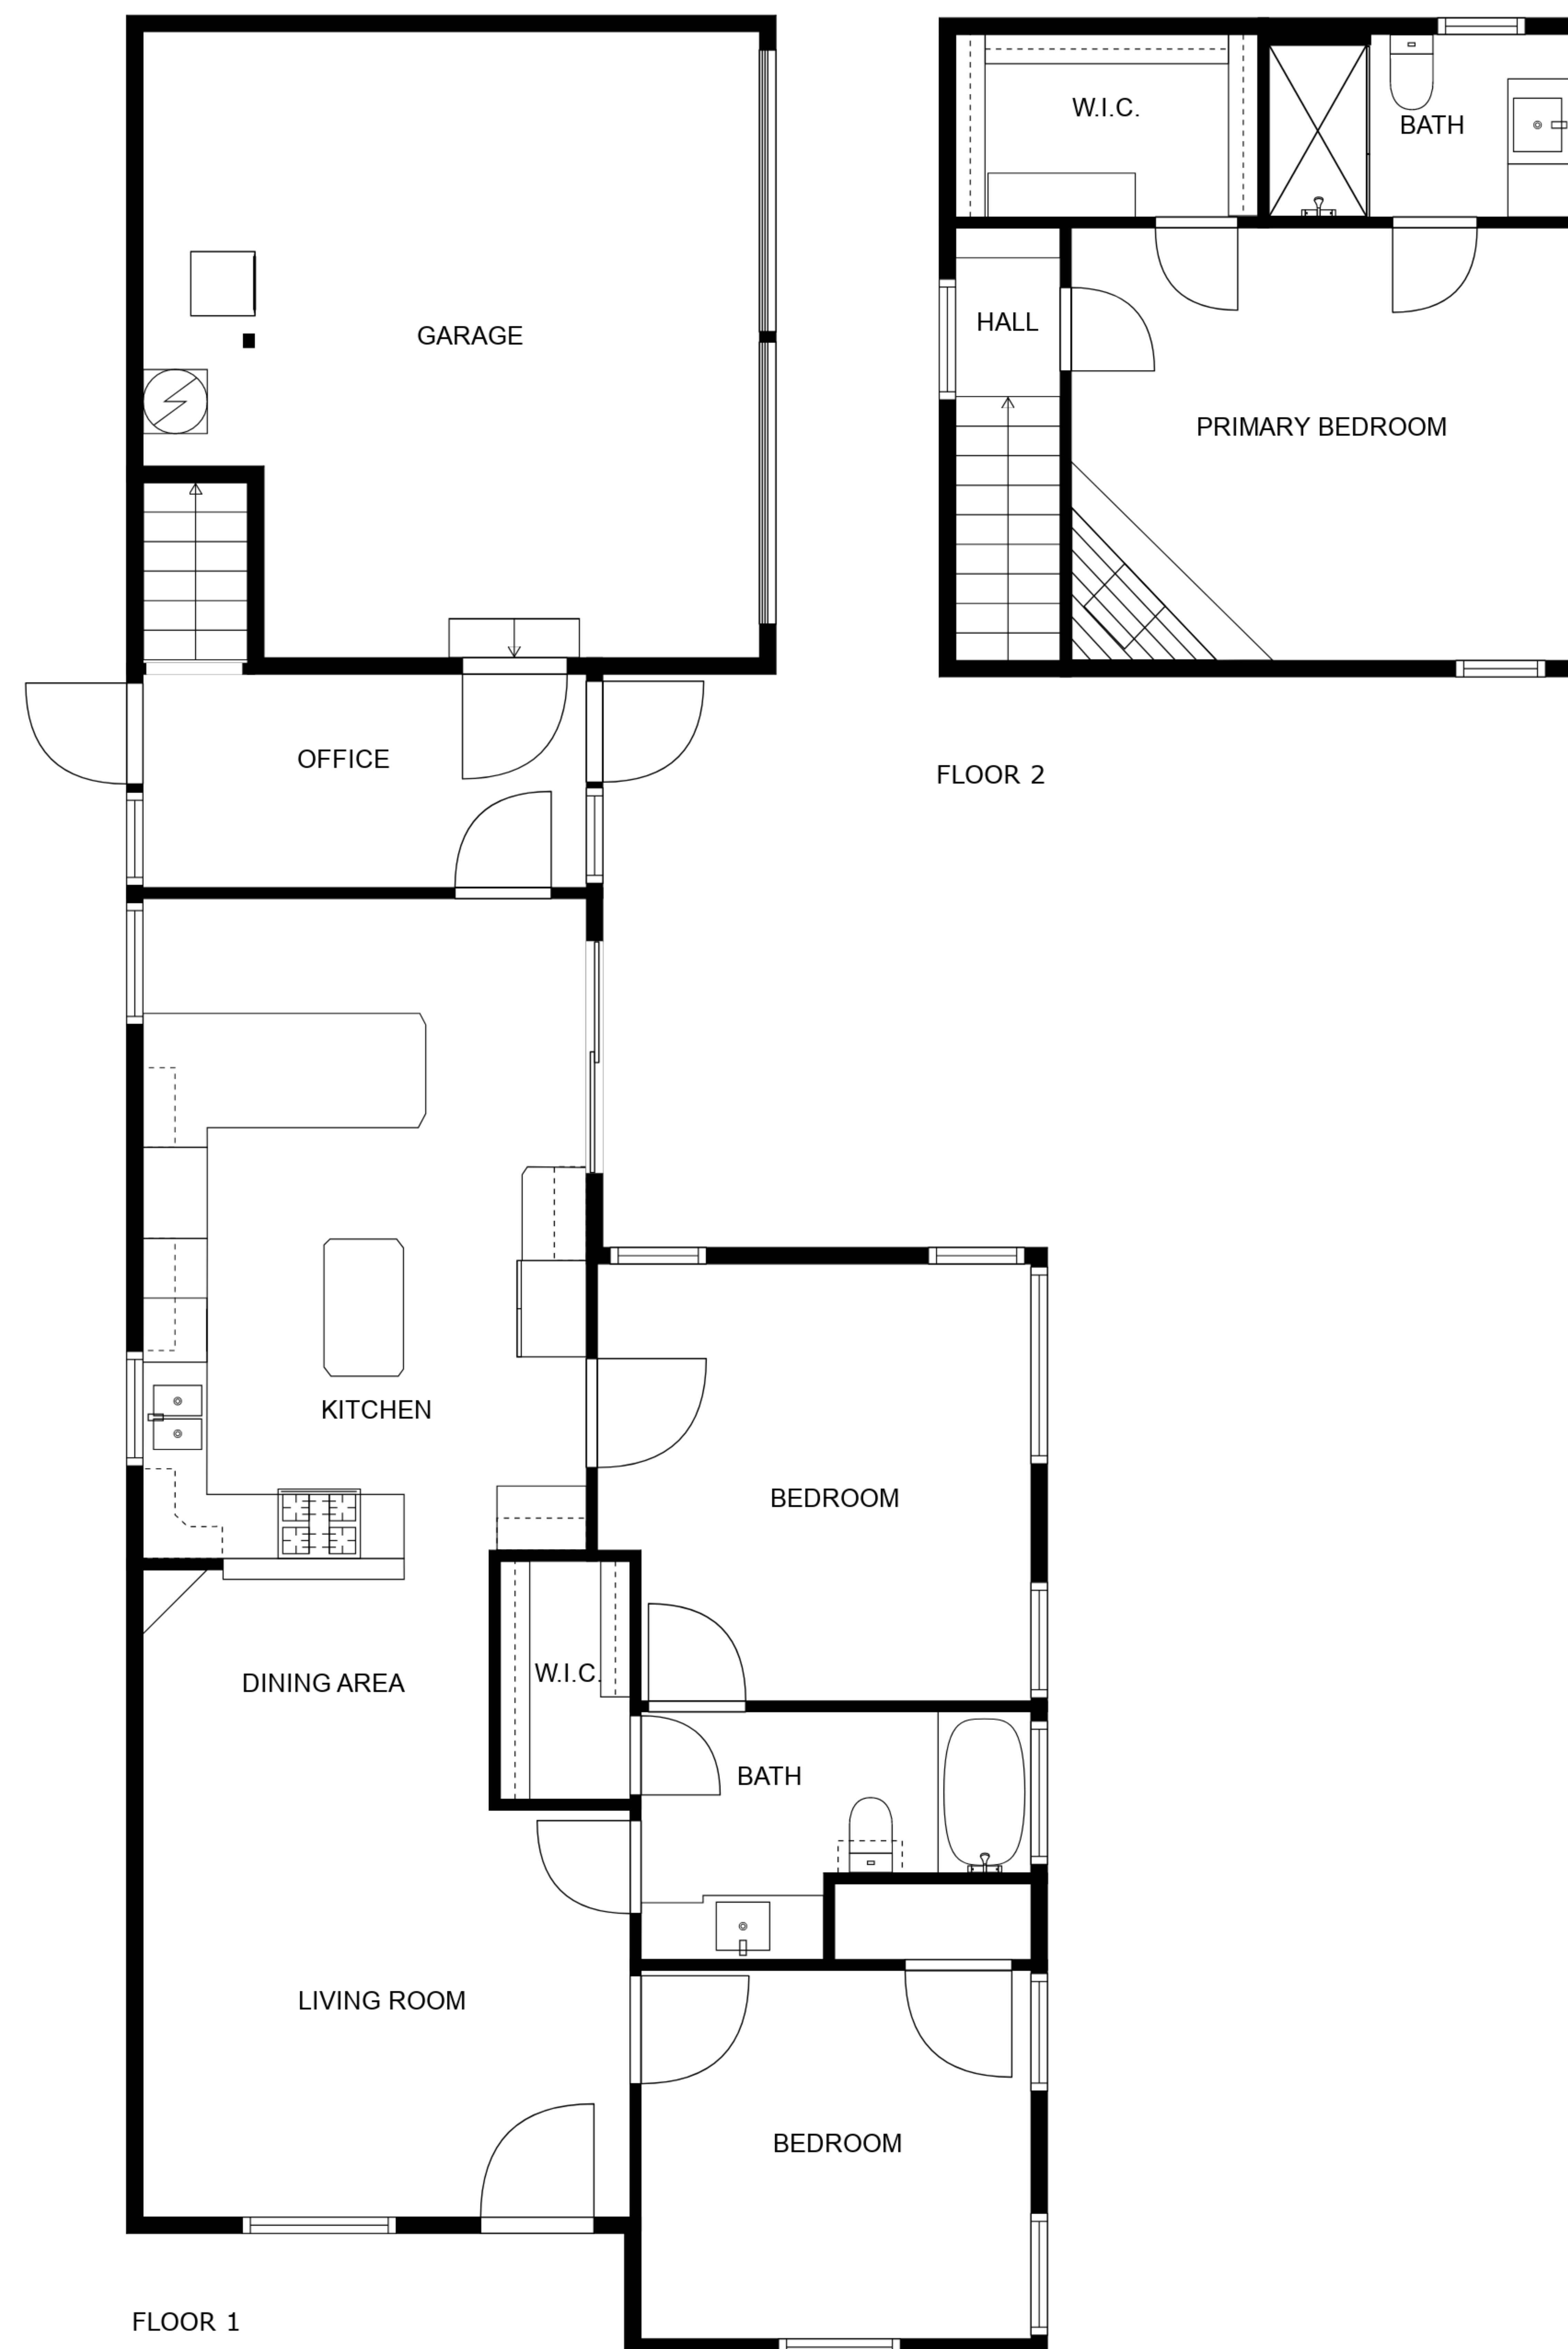 W.I.C.
BATH
GARAGE
HALL
PRIMARY BEDROOM
OFFICE
FLOOR 2
KITCHEN
BEDROOM
W.I.C.
DINING AREA
BATH
LIVING ROOM
BEDROOM
FLOOR 1